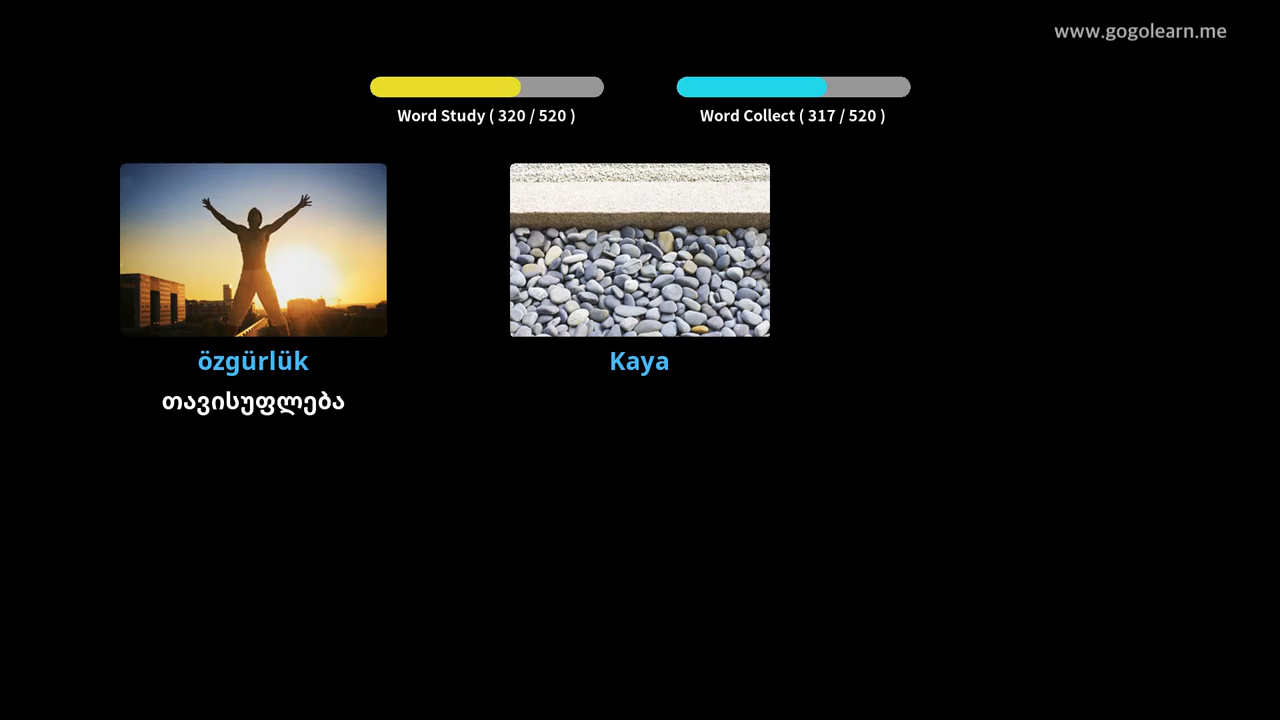 www.gogolearn.me
Word Study ( 320 / 520 )
Word Collect ( 317 / 520 )
özgürlük
Kaya
თავისუფლება